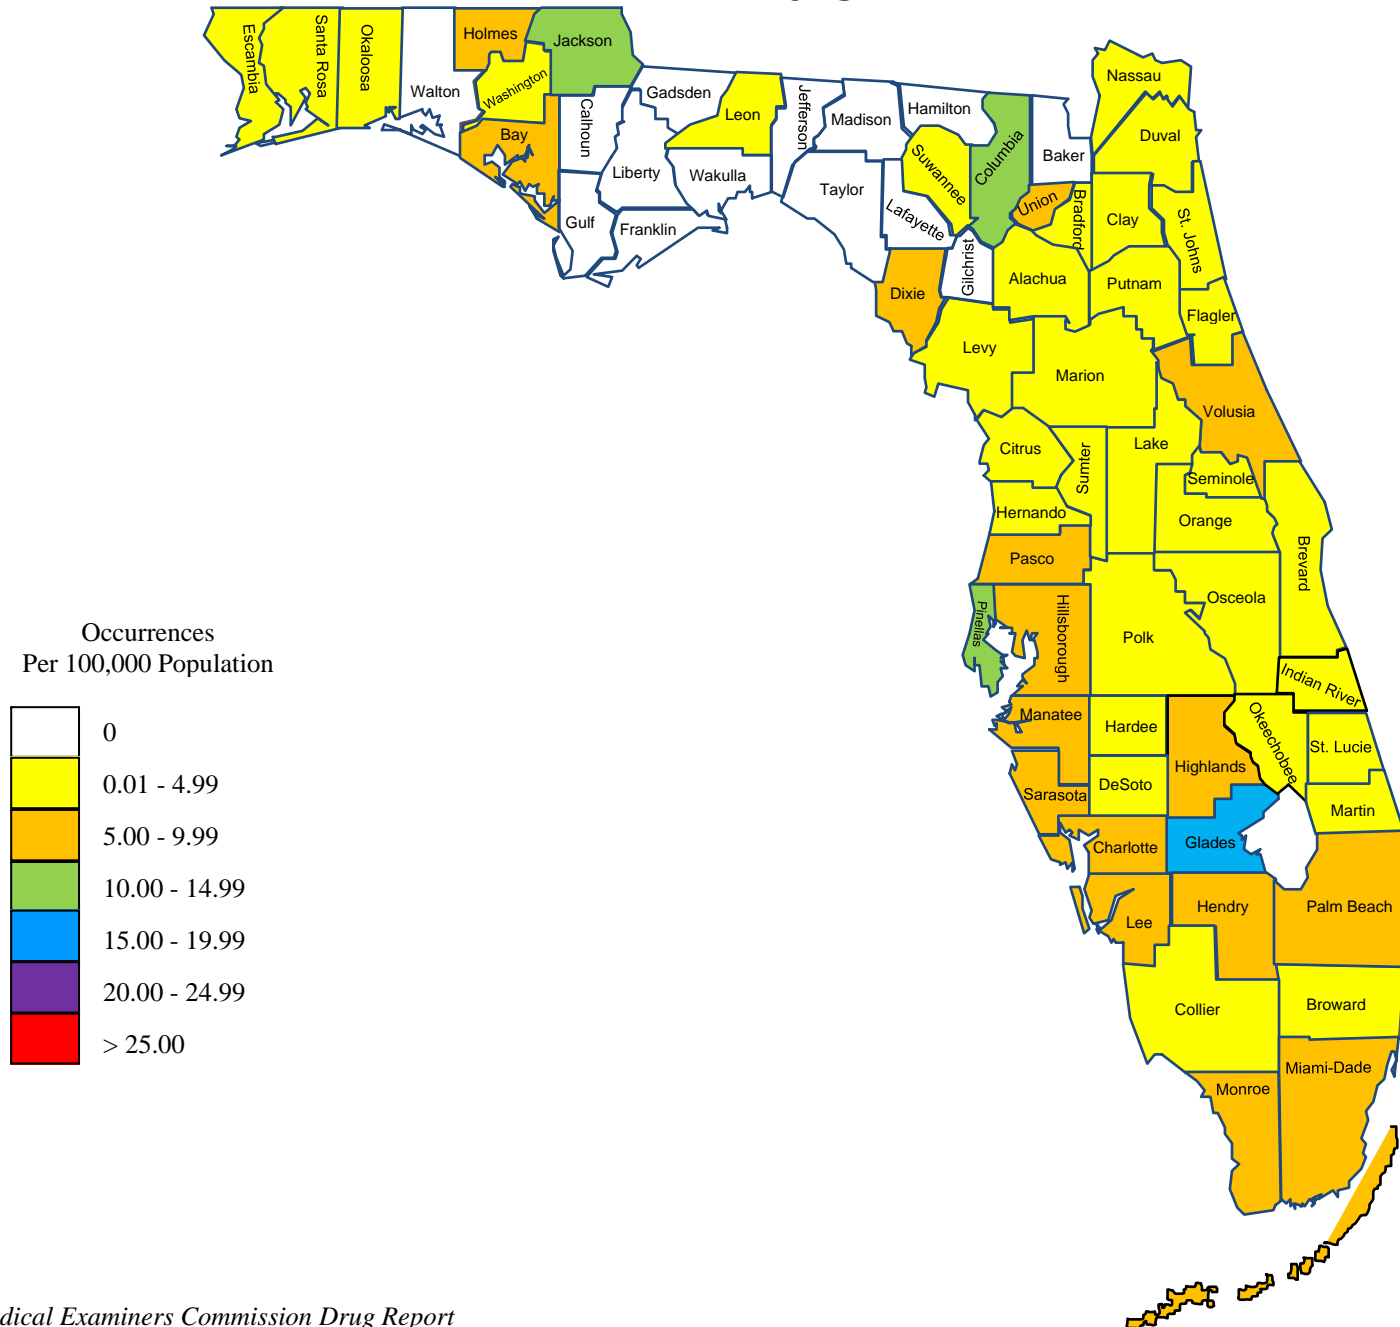 Escambia
Santa Rosa
Okaloosa
Walton
Holmes
Jackson
Washington
Bay
Calhoun
Gadsden
Leon
Liberty
Wakulla
Gulf
Franklin
Jefferson
Madison
Hamilton
Taylor
Suwannee
Lafayette
Columbia
Baker
Union
Bradford
Nassau
Duval
Clay
St. Johns
Dixie
Gilchrist
Alachua
Putnam
Flagler
Levy
Marion
Volusia
Citrus
Sumter
Lake
Seminole
Hernando
Orange
Pasco
Brevard
Pinellas
Hillsborough
Polk
Osceola
Indian River
Manatee
Hardee
Highlands
Okeechobee
St. Lucie
Sarasota
DeSoto
Martin
Charlotte
Glades
Lee
Hendry
Palm Beach
Collier
Broward
Miami-Dade
Monroe
Occurrences
Per 100,000 Population
0
0.01 - 4.99
5.00 - 9.99
10.00 - 14.99
15.00 - 19.99
20.00 - 24.99
> 25.00
dical Examiners Commission Drug Report